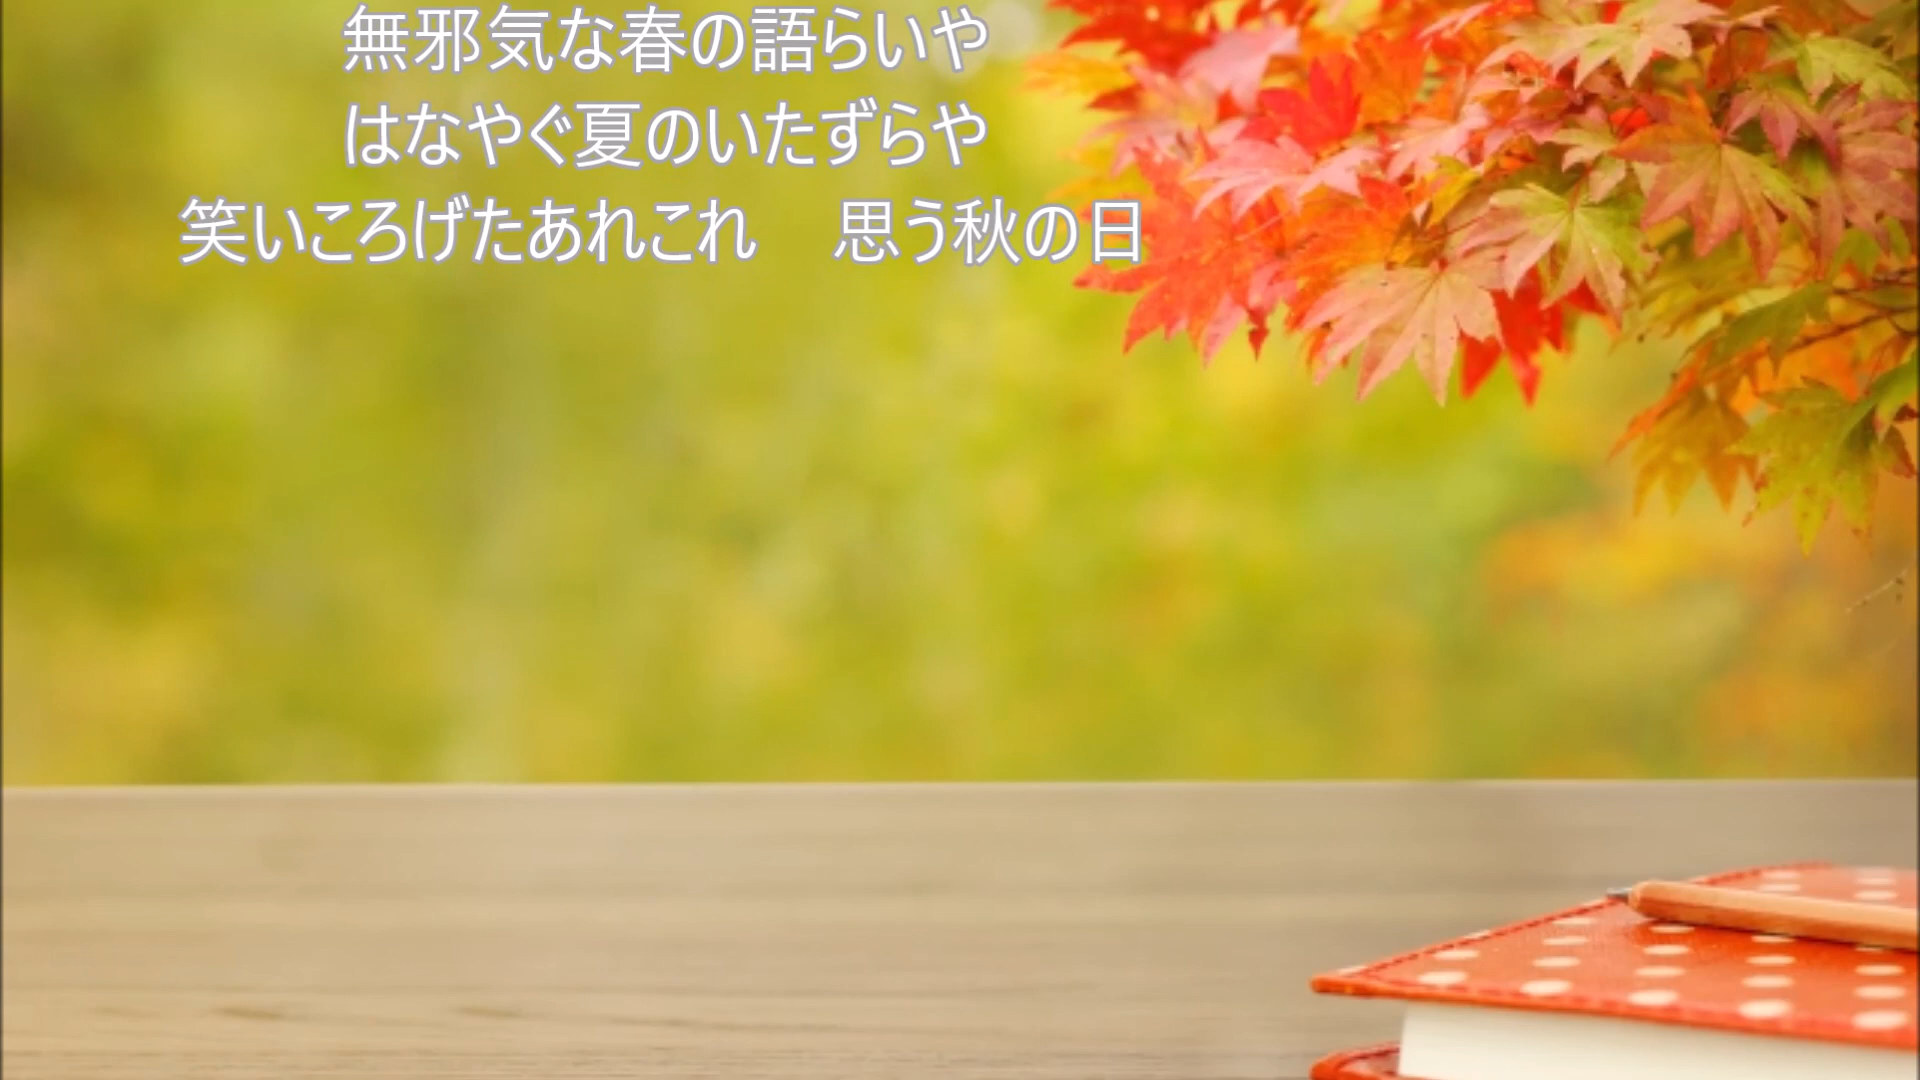 無邪気な春の語らいや
はなやぐ夏のいたずらや
笑いころげたあれこれ　思う秋の日